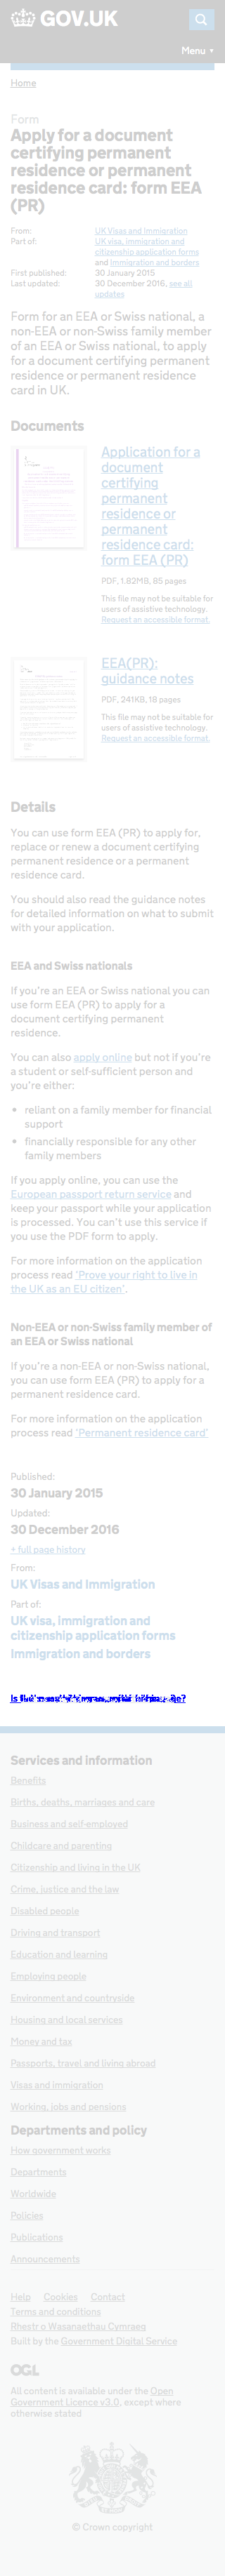 GOV.UK
Menu ▼
Home
Form
Apply for a document
certifying permanent
residence or permanent
residence card: form EEA
(PR)
From: UK Visas and Immigration
Part of: UK visa, immigration and
citizenship application forms
and Immigration and borders
First published: 30 January 2015
Last updated: 30 December 2016, see all
updates
Form for an EEA or Swiss national, a
non-EEA or non-Swiss family member
of an EEA or Swiss national, to apply
for a document certifying permanent
residence or permanent residence
card in UK.
Documents
Application for a
document
certifying
permanent
residence or
permanent
residence card:
form EEA (PR)
PDF, 1.82MB, 85 pages
This file may not be suitable for
users of assistive technology.
Request an accessible format.
EEA(PR):
guidance notes
PDF, 241KB, 18 pages
This file may not be suitable for
users of assistive technology.
Request an accessible format.
Details
You can use form EEA (PR) to apply for,
replace or renew a document certifying
permanent residence or a permanent
residence card.
You should also read the guidance notes
for detailed information on what to submit
with your application.
EEA and Swiss nationals
If you’re an EEA or Swiss national you can
use form EEA (PR) to apply for a
document certifying permanent
residence.
You can also apply online but not if you’re
a student or self-sufficient person and
you’re either:
• reliant on a family member for financial
support
• financially responsible for any other
family members
If you apply online, you can use the
European passport return service and
keep your passport while your application
is processed. You can’t use this service if
you use the PDF form to apply.
For more information on the application
process read ‘Prove your right to live in
the UK as an EU citizen’.
Non-EEA or non-Swiss family member of
an EEA or Swiss national
If you’re a non-EEA or non-Swiss national,
you can use form EEA (PR) to apply for a
permanent residence card.
For more information on the application
process read ‘Permanent residence card’
Published:
30 January 2015
Updated:
30 December 2016
+ full page history
From:
UK Visas and Immigration
Part of:
UK visa, immigration and
citizenship application forms
Immigration and borders
Services and information
Benefits
Births, deaths, marriages and care
Business and self-employed
Childcare and parenting
Citizenship and living in the UK
Crime, justice and the law
Disabled people
Driving and transport
Education and learning
Employing people
Environment and countryside
Housing and local services
Money and tax
Passports, travel and living abroad
Visas and immigration
Working, jobs and pensions
Departments and policy
How government works
Departments
Worldwide
Policies
Publications
Announcements
Help Cookies Contact
Terms and conditions
Rhestr o Wasanaethau Cymraeg
Built by the Government Digital Service
OGL
All content is available under the Open
Government Licence v3.0, except where
otherwise stated
© Crown copyright